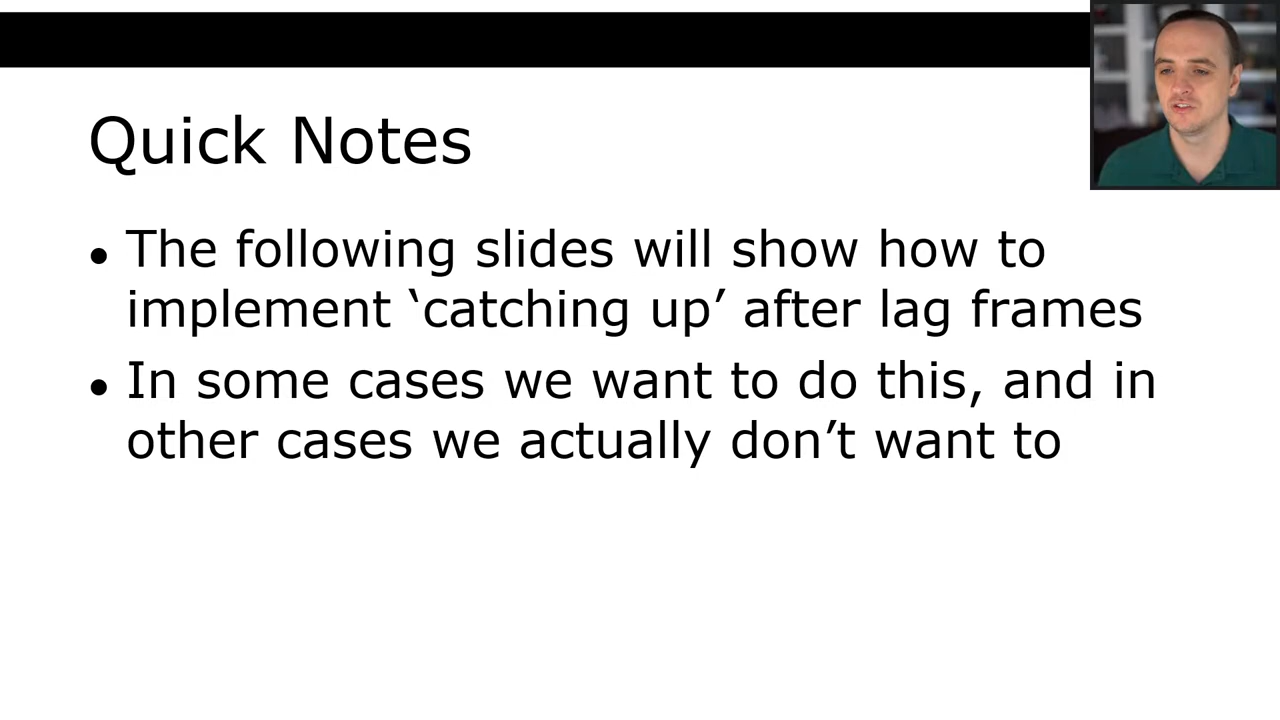 Quick Notes
• The following slides will show how to
implement ‘catching up’ after lag frames
• In some cases we want to do this, and in
other cases we actually don’t want to